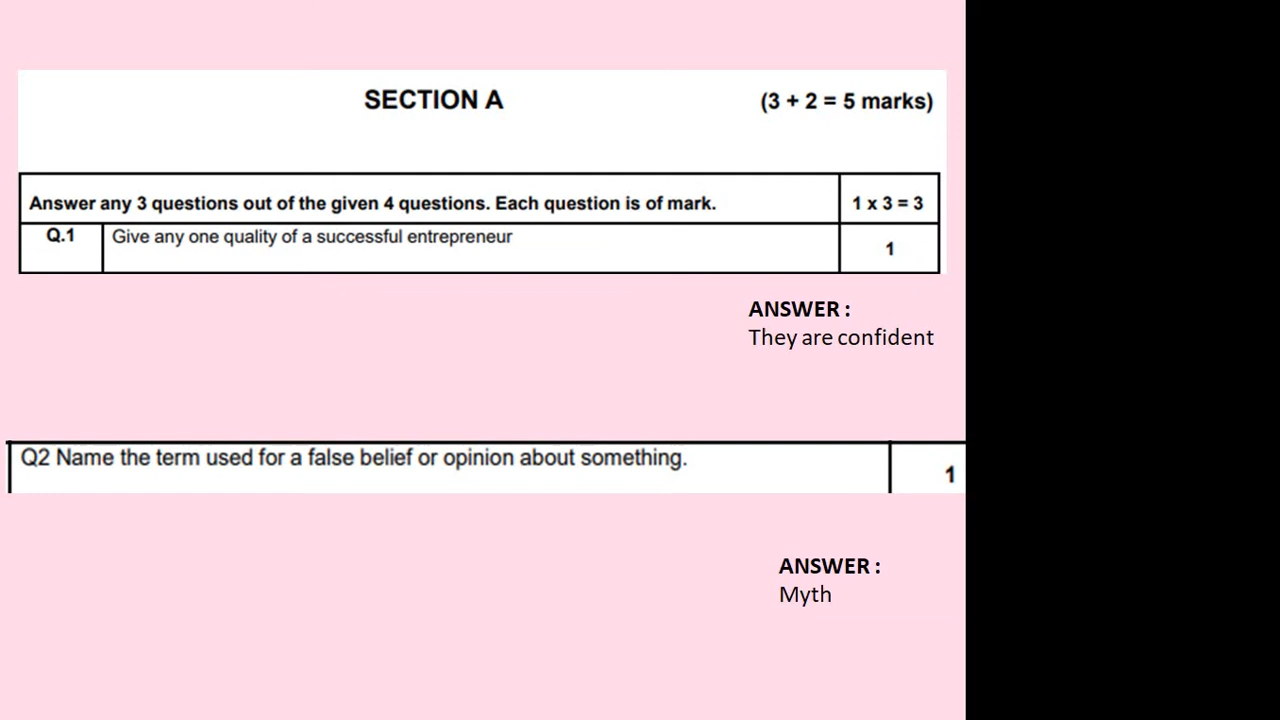 SECTION A (3 + 2 = 5 marks)
Answer any 3 questions out of the given 4 questions. Each question is of mark. 1 x 3 = 3
Q.1 Give any one quality of a successful entrepreneur 1
ANSWER :
They are confident
Q2 Name the term used for a false belief or opinion about something. 1
ANSWER :
Myth